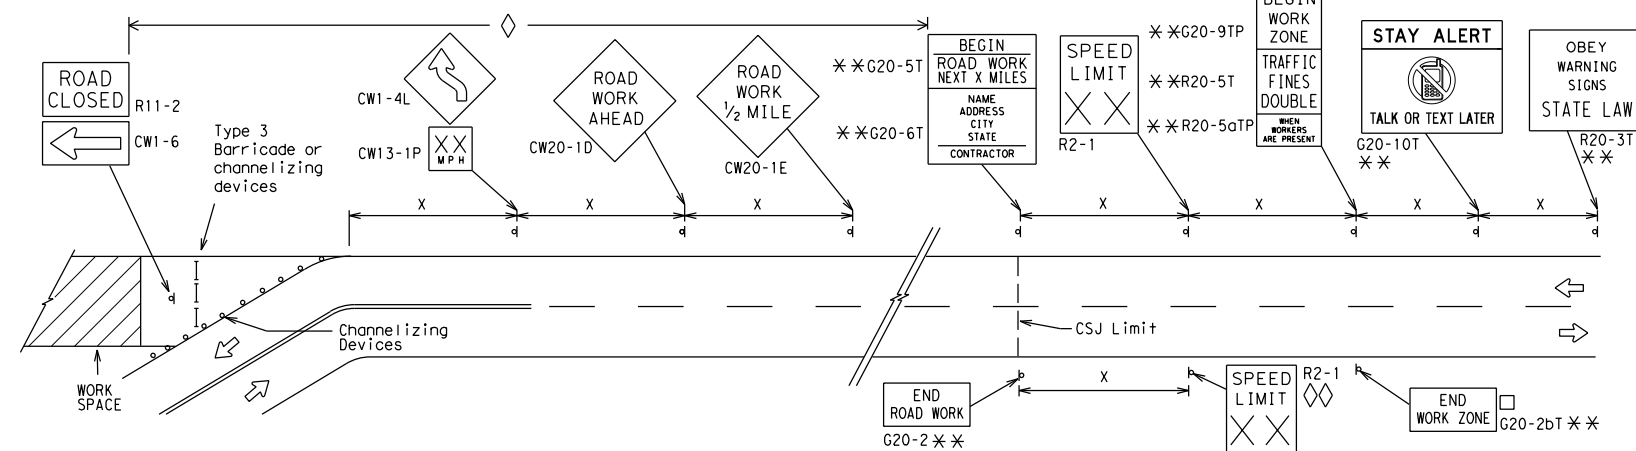 ROAD
CLOSED
R11-2
CW1-6
Type 3
Barricade or
channelizing
devices
CW1-4L
CW13-1P
X X
MPH
ROAD
WORK
AHEAD
CW20-1D
ROAD
WORK
1/2 MILE
CW20-1E
**G20-5T
BEGIN
ROAD WORK
NEXT X MILES
**G20-6T
NAME
ADDRESS
CITY
STATE
CONTRACTOR
SPEED
LIMIT
X X
R2-1
**G20-9TP
BEGIN
WORK
ZONE
**R20-5T
TRAFFIC
FINES
DOUBLE
**R20-5aTP
WHEN
WORKERS
ARE PRESENT
STAY ALERT
TALK OR TEXT LATER
G20-10T
**
OBEY
WARNING
SIGNS
STATE LAW
R20-3T
**
X X X X X X X
Channelizing
Devices
CSJ Limit
WORK
SPACE
END
ROAD WORK
G20-2 **
X
SPEED
LIMIT
X X
R2-1
END
WORK ZONE
G20-2bT **